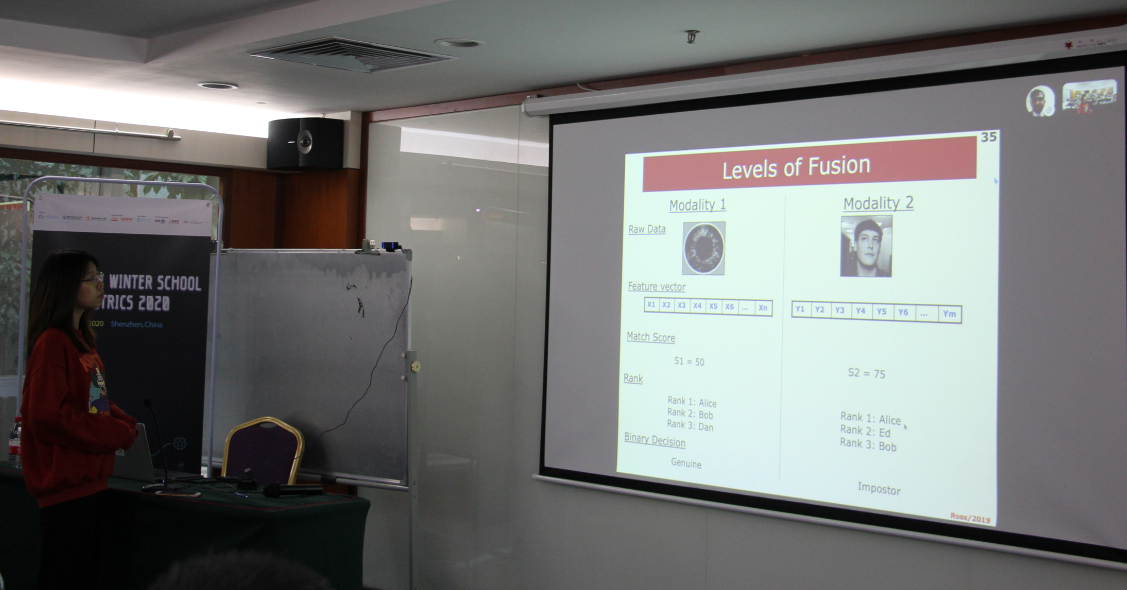 WINTER SCHOOL
TRICS 2020
2020 Shenzhen,China
35
Levels of Fusion
Modality 1
Modality 2
Raw Data
Feature vector
X1 X2 X3 X4 X5 X6 ... Xn
Y1 Y2 Y3 Y4 Y5 Y6 ... Ym
Match Score
S1 = 50
S2 = 75
Rank
Rank 1: Alice
Rank 2: Bob
Rank 3: Dan
Rank 1: Alice
Rank 2: Ed
Rank 3: Bob
Binary Decision
Genuine
Impostor
Ross/2019